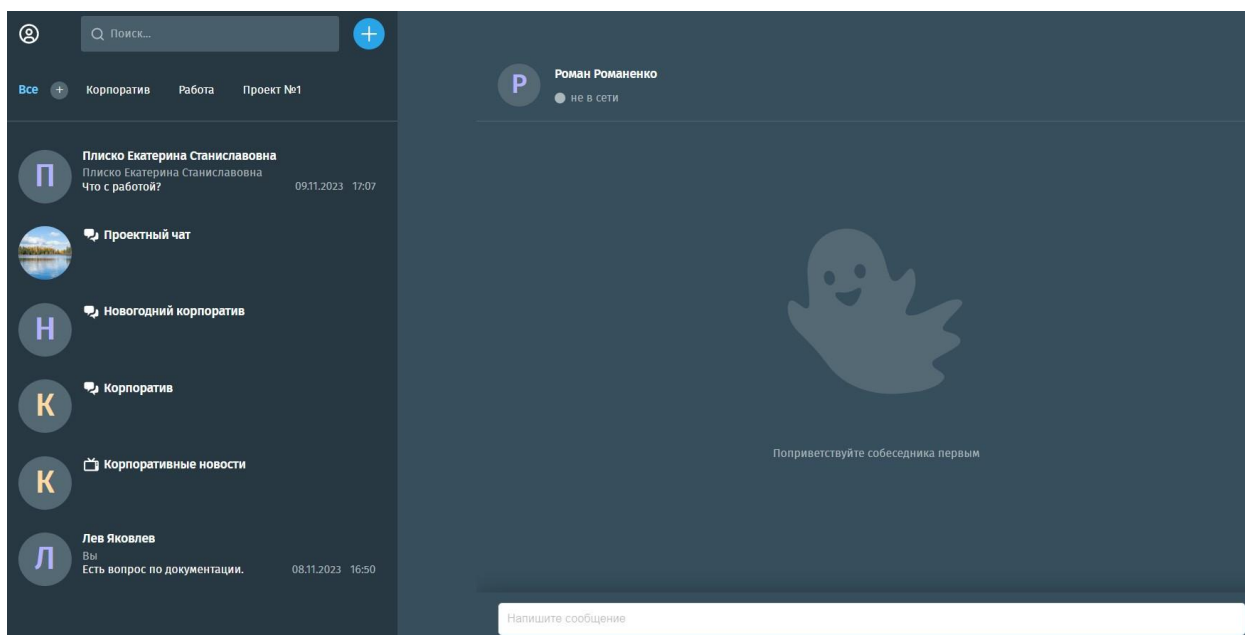 Поиск...
Все + Корпоратив Работа Проект №1
П
Плиско Екатерина Станиславовна
Плиско Екатерина Станиславовна
Что с работой? 09.11.2023 17:07
Проектный чат
Н
Новогодний корпоратив
К
Корпоратив
К
Корпоративные новости
Л
Лев Яковлев
Вы
Есть вопрос по документации. 08.11.2023 16:50
Р
Роман Романенко
не в сети
Поприветствуйте собеседника первым
Напишите сообщение